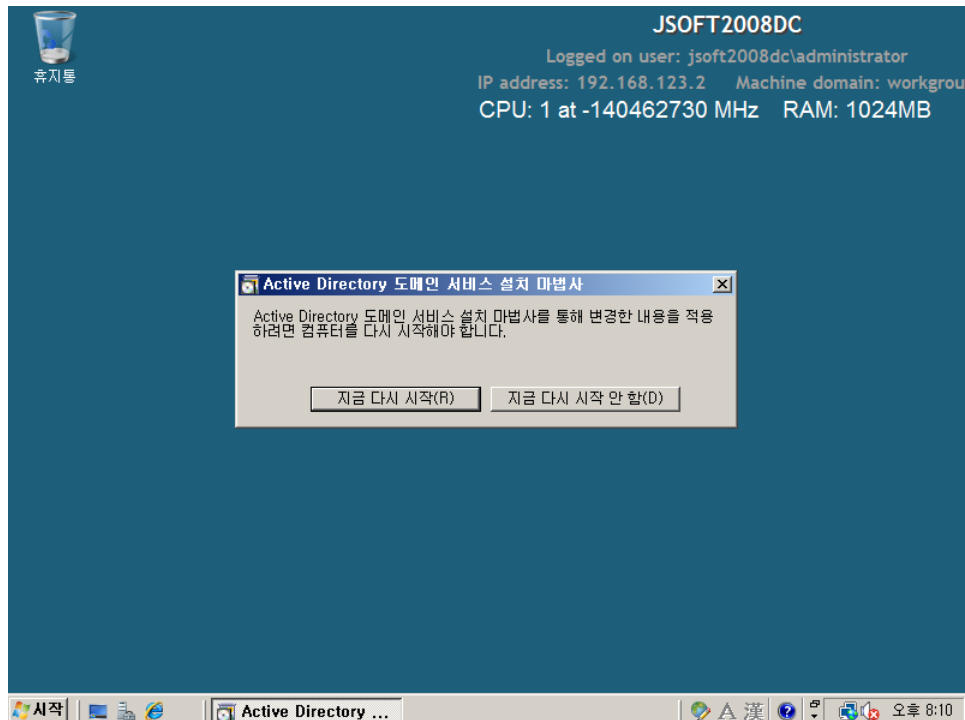 JSOFT2008DC
Logged on user: jsoft2008dc\administrator
IP address: 192.168.123.2 Machine domain: workgrou
CPU: 1 at -140462730 MHz RAM: 1024MB
휴지통
Active Directory 도메인 서비스 설치 마법사
Active Directory 도메인 서비스 설치 마법사를 통해 변경한 내용을 적용
하려면 컴퓨터를 다시 시작해야 합니다.
지금 다시 시작(R) 지금 다시 시작 안 함(D)
시작 Active Directory ... A 漢 오후 8:10